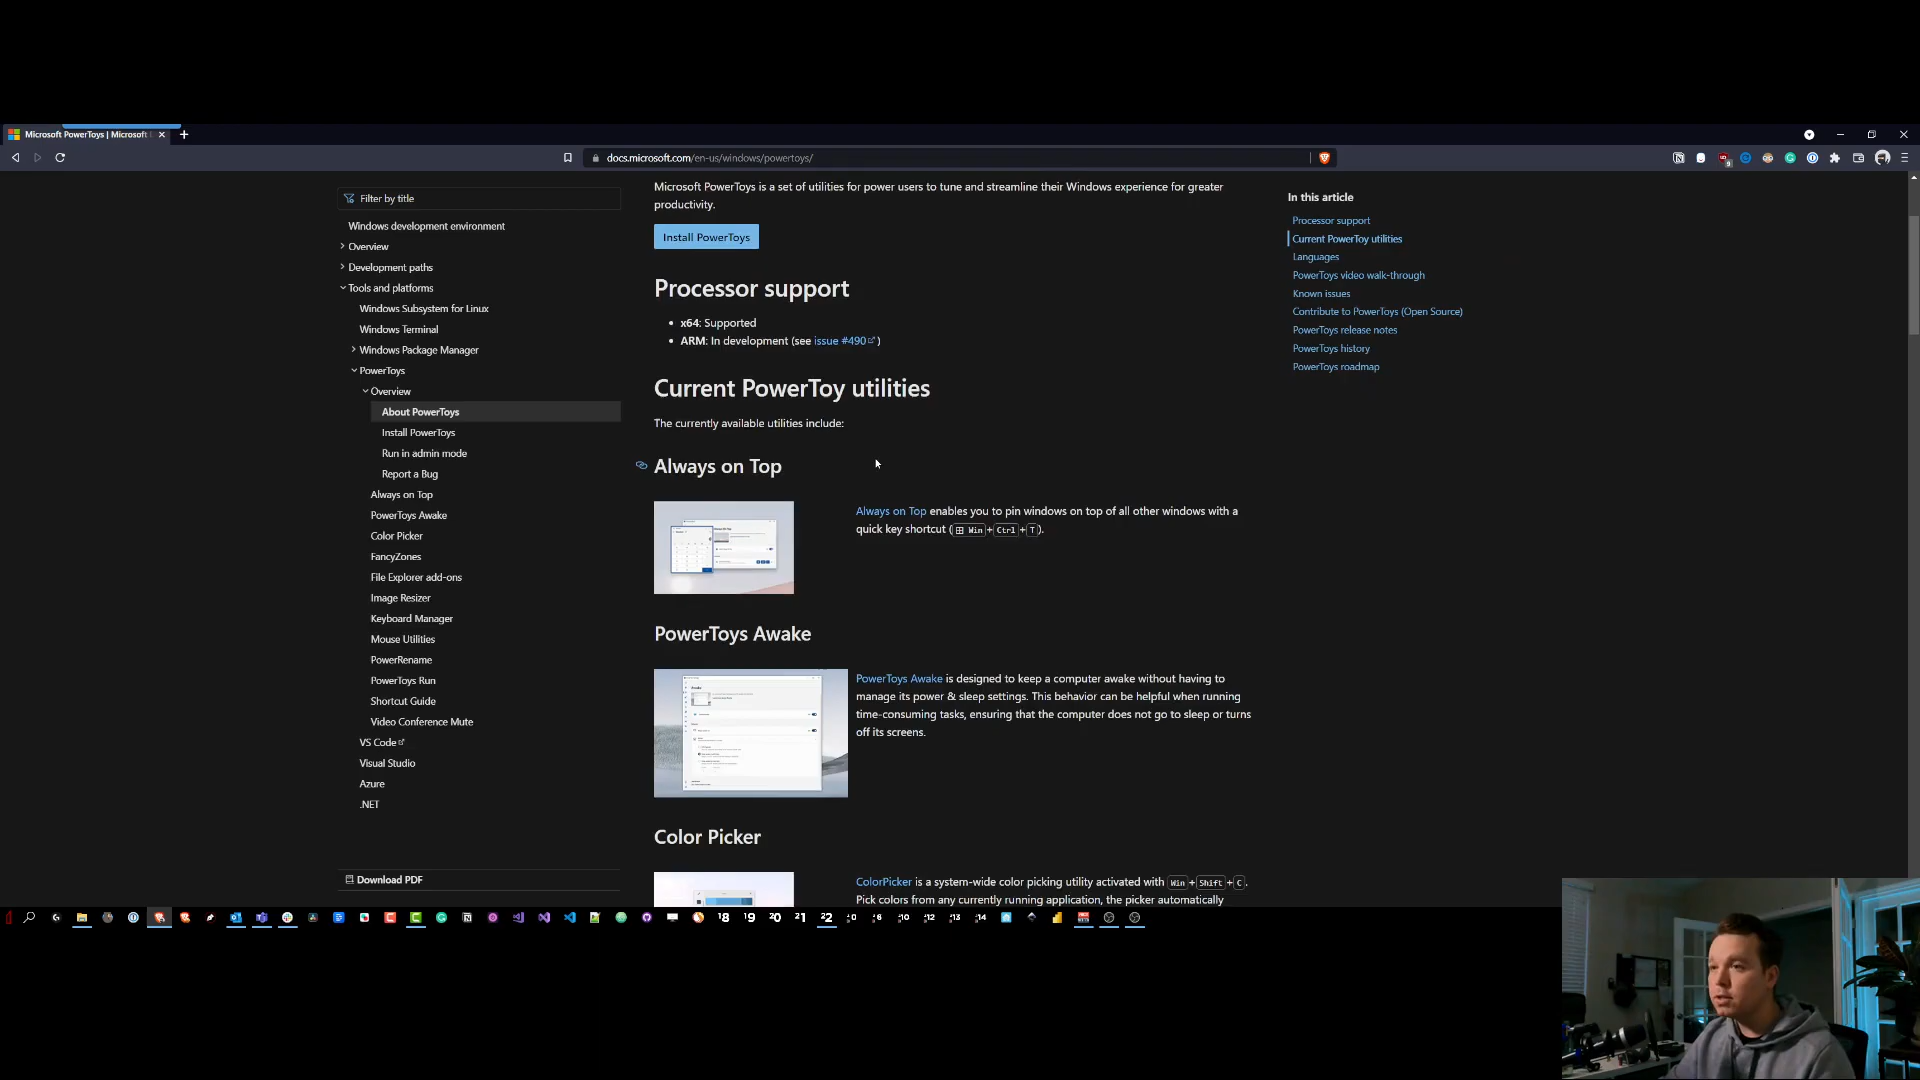 Microsoft PowerToys | Microsoft
docs.microsoft.com/en-us/windows/powertoys/
Filter by title
Windows development environment
Overview
Development paths
Tools and platforms
Windows Subsystem for Linux
Windows Terminal
Windows Package Manager
PowerToys
Overview
About PowerToys
Install PowerToys
Run in admin mode
Report a Bug
Always on Top
PowerToys Awake
Color Picker
FancyZones
File Explorer add-ons
Image Resizer
Keyboard Manager
Mouse Utilities
PowerRename
PowerToys Run
Shortcut Guide
Video Conference Mute
VS Code
Visual Studio
Azure
.NET
Download PDF
Microsoft PowerToys is a set of utilities for power users to tune and streamline their Windows experience for greater
productivity.
Install PowerToys
Processor support
x64: Supported
ARM: In development (see issue #490 )
Current PowerToy utilities
The currently available utilities include:
Always on Top
Always on Top enables you to pin windows on top of all other windows with a
quick key shortcut ( Win + Ctrl + T ).
PowerToys Awake
PowerToys Awake is designed to keep a computer awake without having to
manage its power & sleep settings. This behavior can be helpful when running
time-consuming tasks, ensuring that the computer does not go to sleep or turns
off its screens.
Color Picker
ColorPicker is a system-wide color picking utility activated with Win + Shift + C .
Pick colors from any currently running application, the picker automatically
In this article
Processor support
Current PowerToy utilities
Languages
PowerToys video walk-through
Known issues
Contribute to PowerToys (Open Source)
PowerToys release notes
PowerToys history
PowerToys roadmap